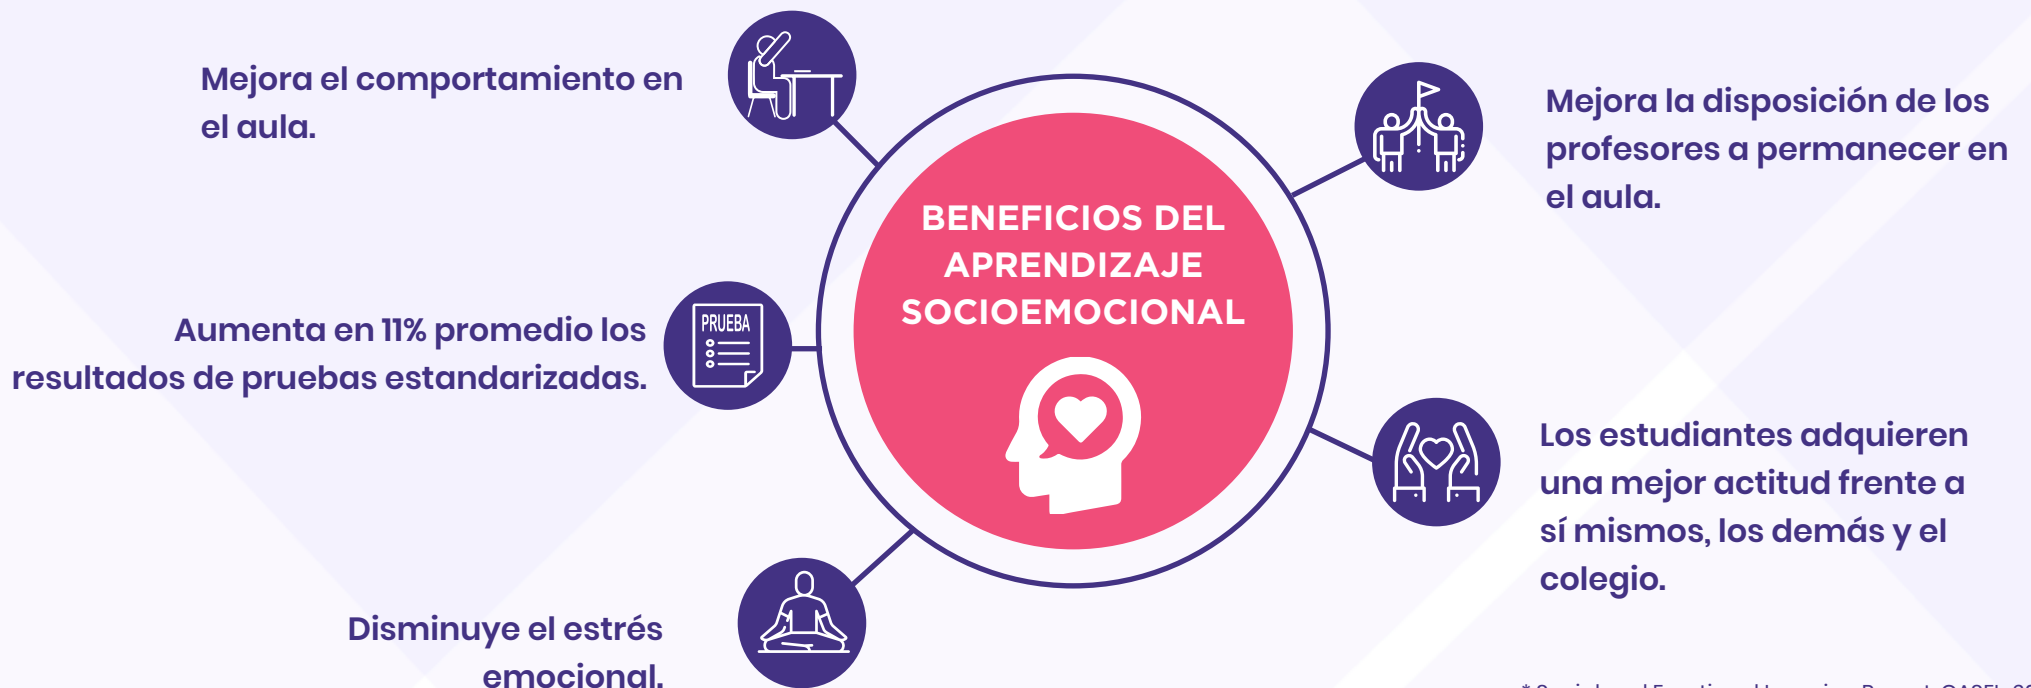 Mejora el comportamiento en
el aula.
Aumenta en 11% promedio los
resultados de pruebas estandarizadas.
PRUEBA
Disminuye el estrés
emocional.
BENEFICIOS DEL
APRENDIZAJE
SOCIOEMOCIONAL
Mejora la disposición de los
profesores a permanecer en
el aula.
Los estudiantes adquieren
una mejor actitud frente a
sí mismos, los demás y el
colegio.